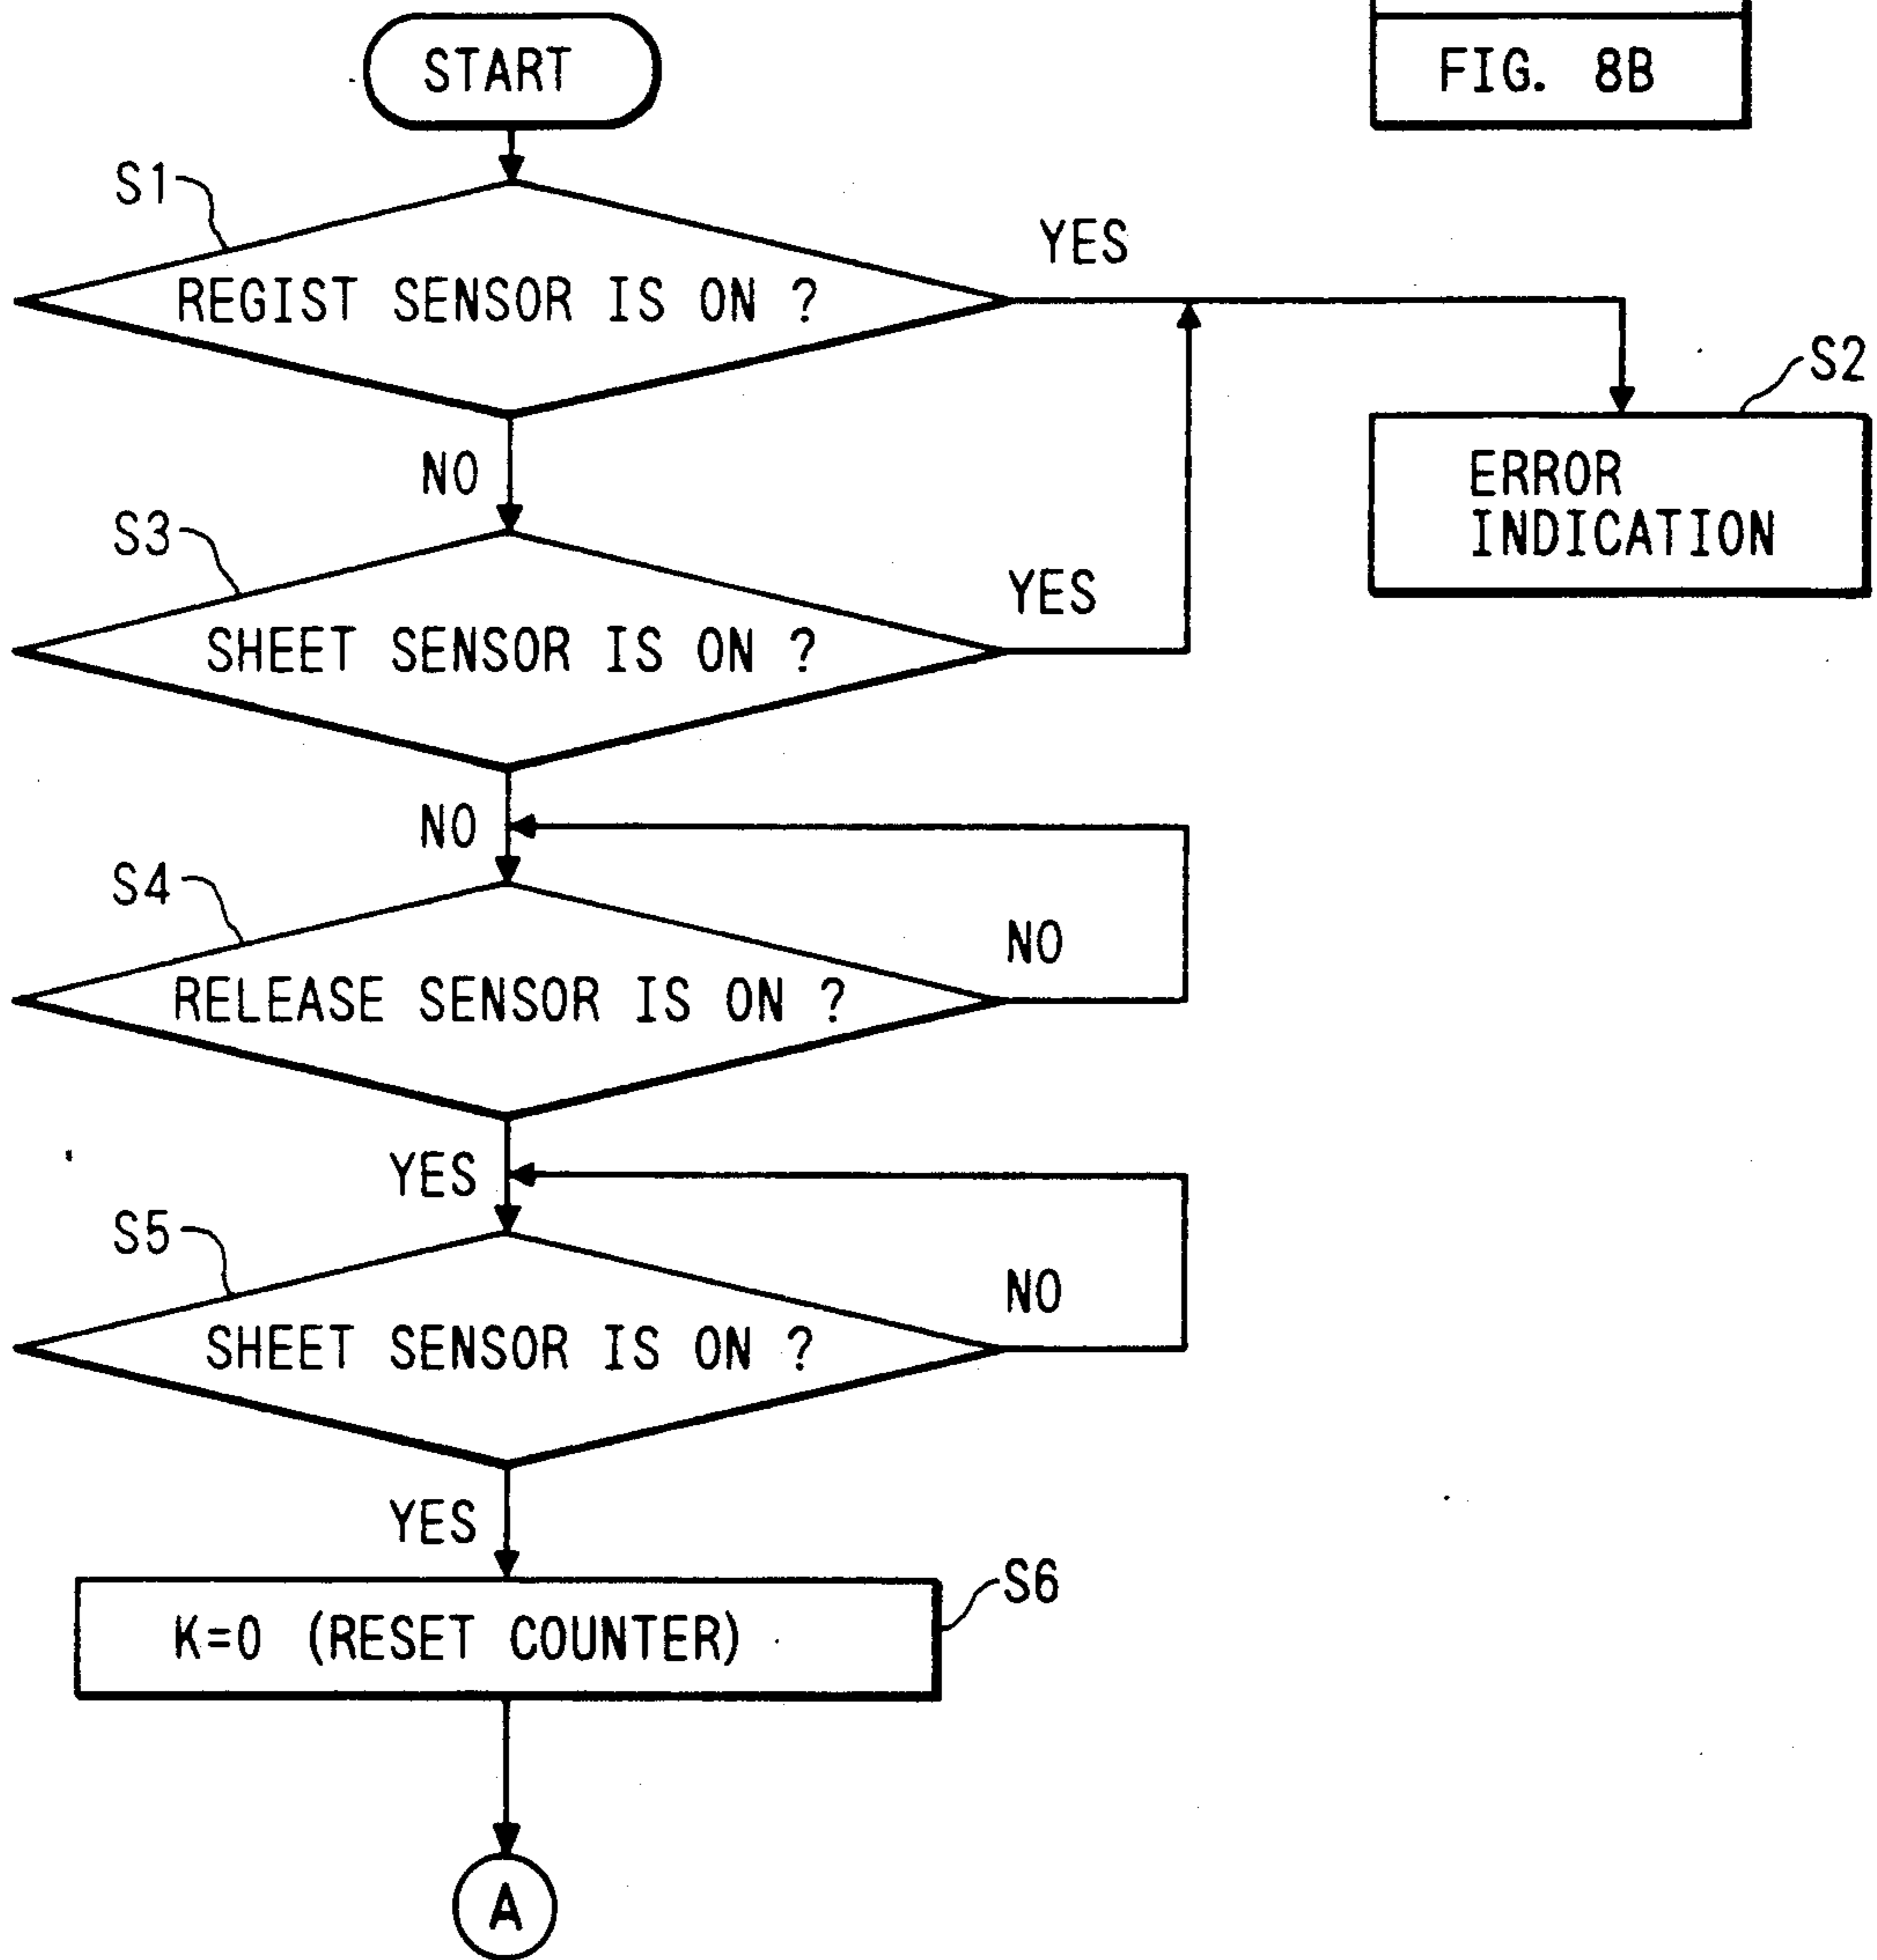 START
FIG. 8B
S1
REGIST SENSOR IS ON ?
YES
S2
ERROR
INDICATION
NO
S3
SHEET SENSOR IS ON ?
YES
NO
S4
RELEASE SENSOR IS ON ?
NO
YES
S5
SHEET SENSOR IS ON ?
NO
YES
S6
K=0 (RESET COUNTER)
A